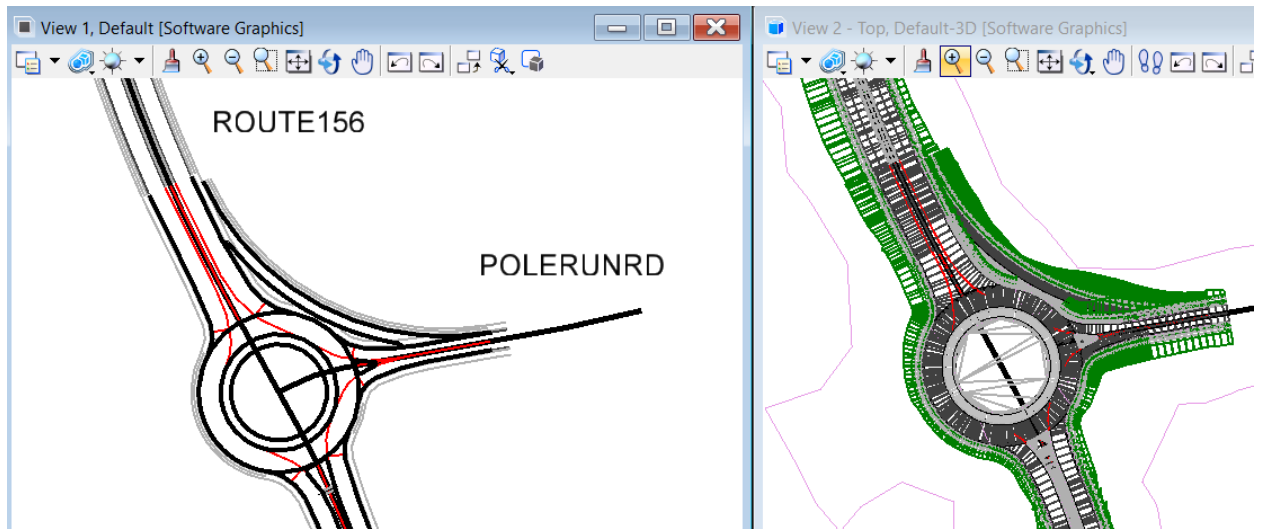 View 1, Default [Software Graphics]
View 2 - Top, Default-3D [Software Graphics]
ROUTE156
POLERUNRD